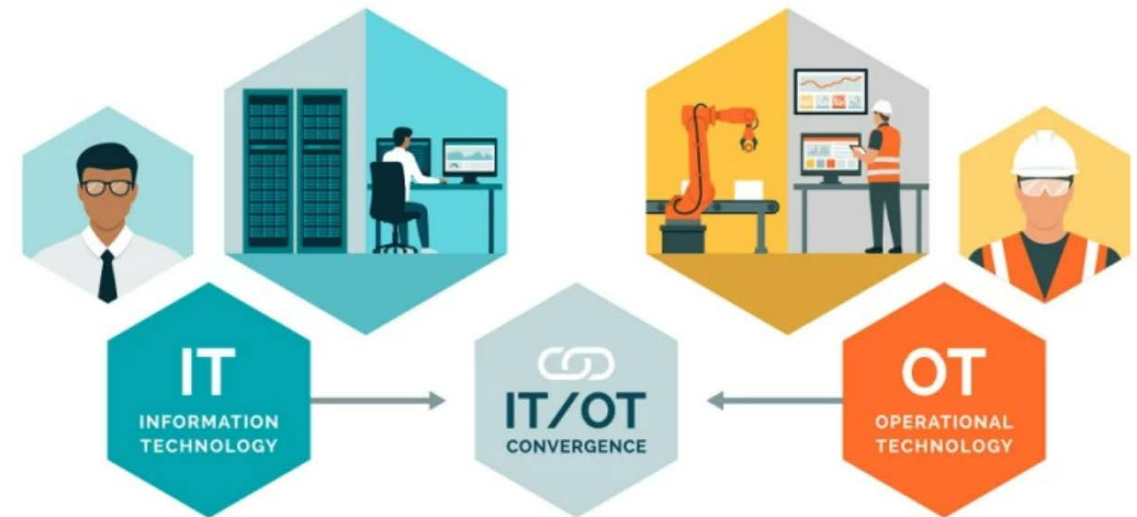 IT
INFORMATION
TECHNOLOGY
IT/OT
CONVERGENCE
OT
OPERATIONAL
TECHNOLOGY